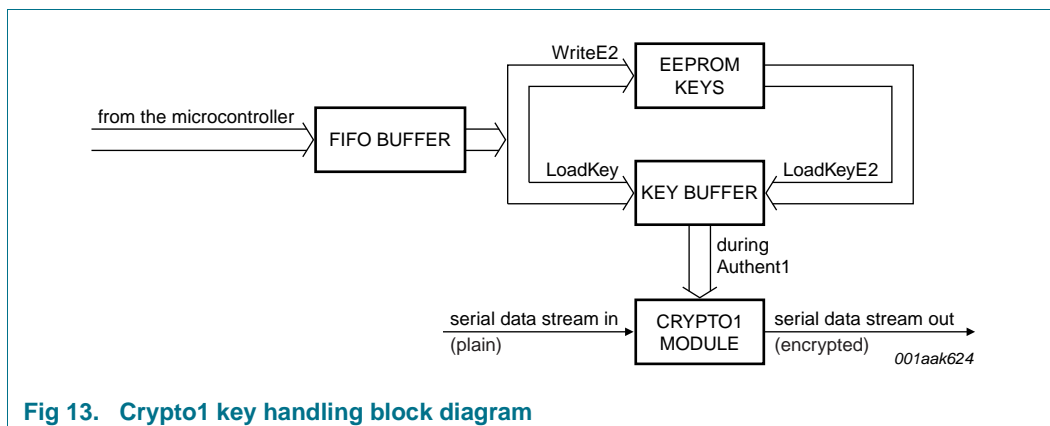 WriteE2
EEPROM
KEYS
from the microcontroller
FIFO BUFFER
LoadKey
LoadKeyE2
KEY BUFFER
during
Authent1
serial data stream in
(plain)
CRYPTO1
MODULE
serial data stream out
(encrypted)
001aak624
Fig 13. Crypto1 key handling block diagram